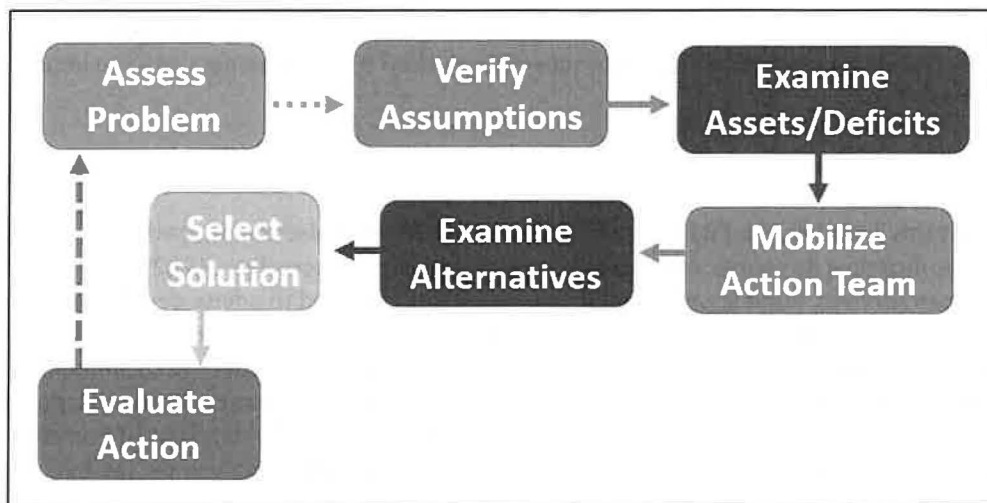 Assess
Problem
Verify
Assumptions
Examine
Assets/Deficits
Mobilize
Action Team
Examine
Alternatives
Select
Solution
Evaluate
Action